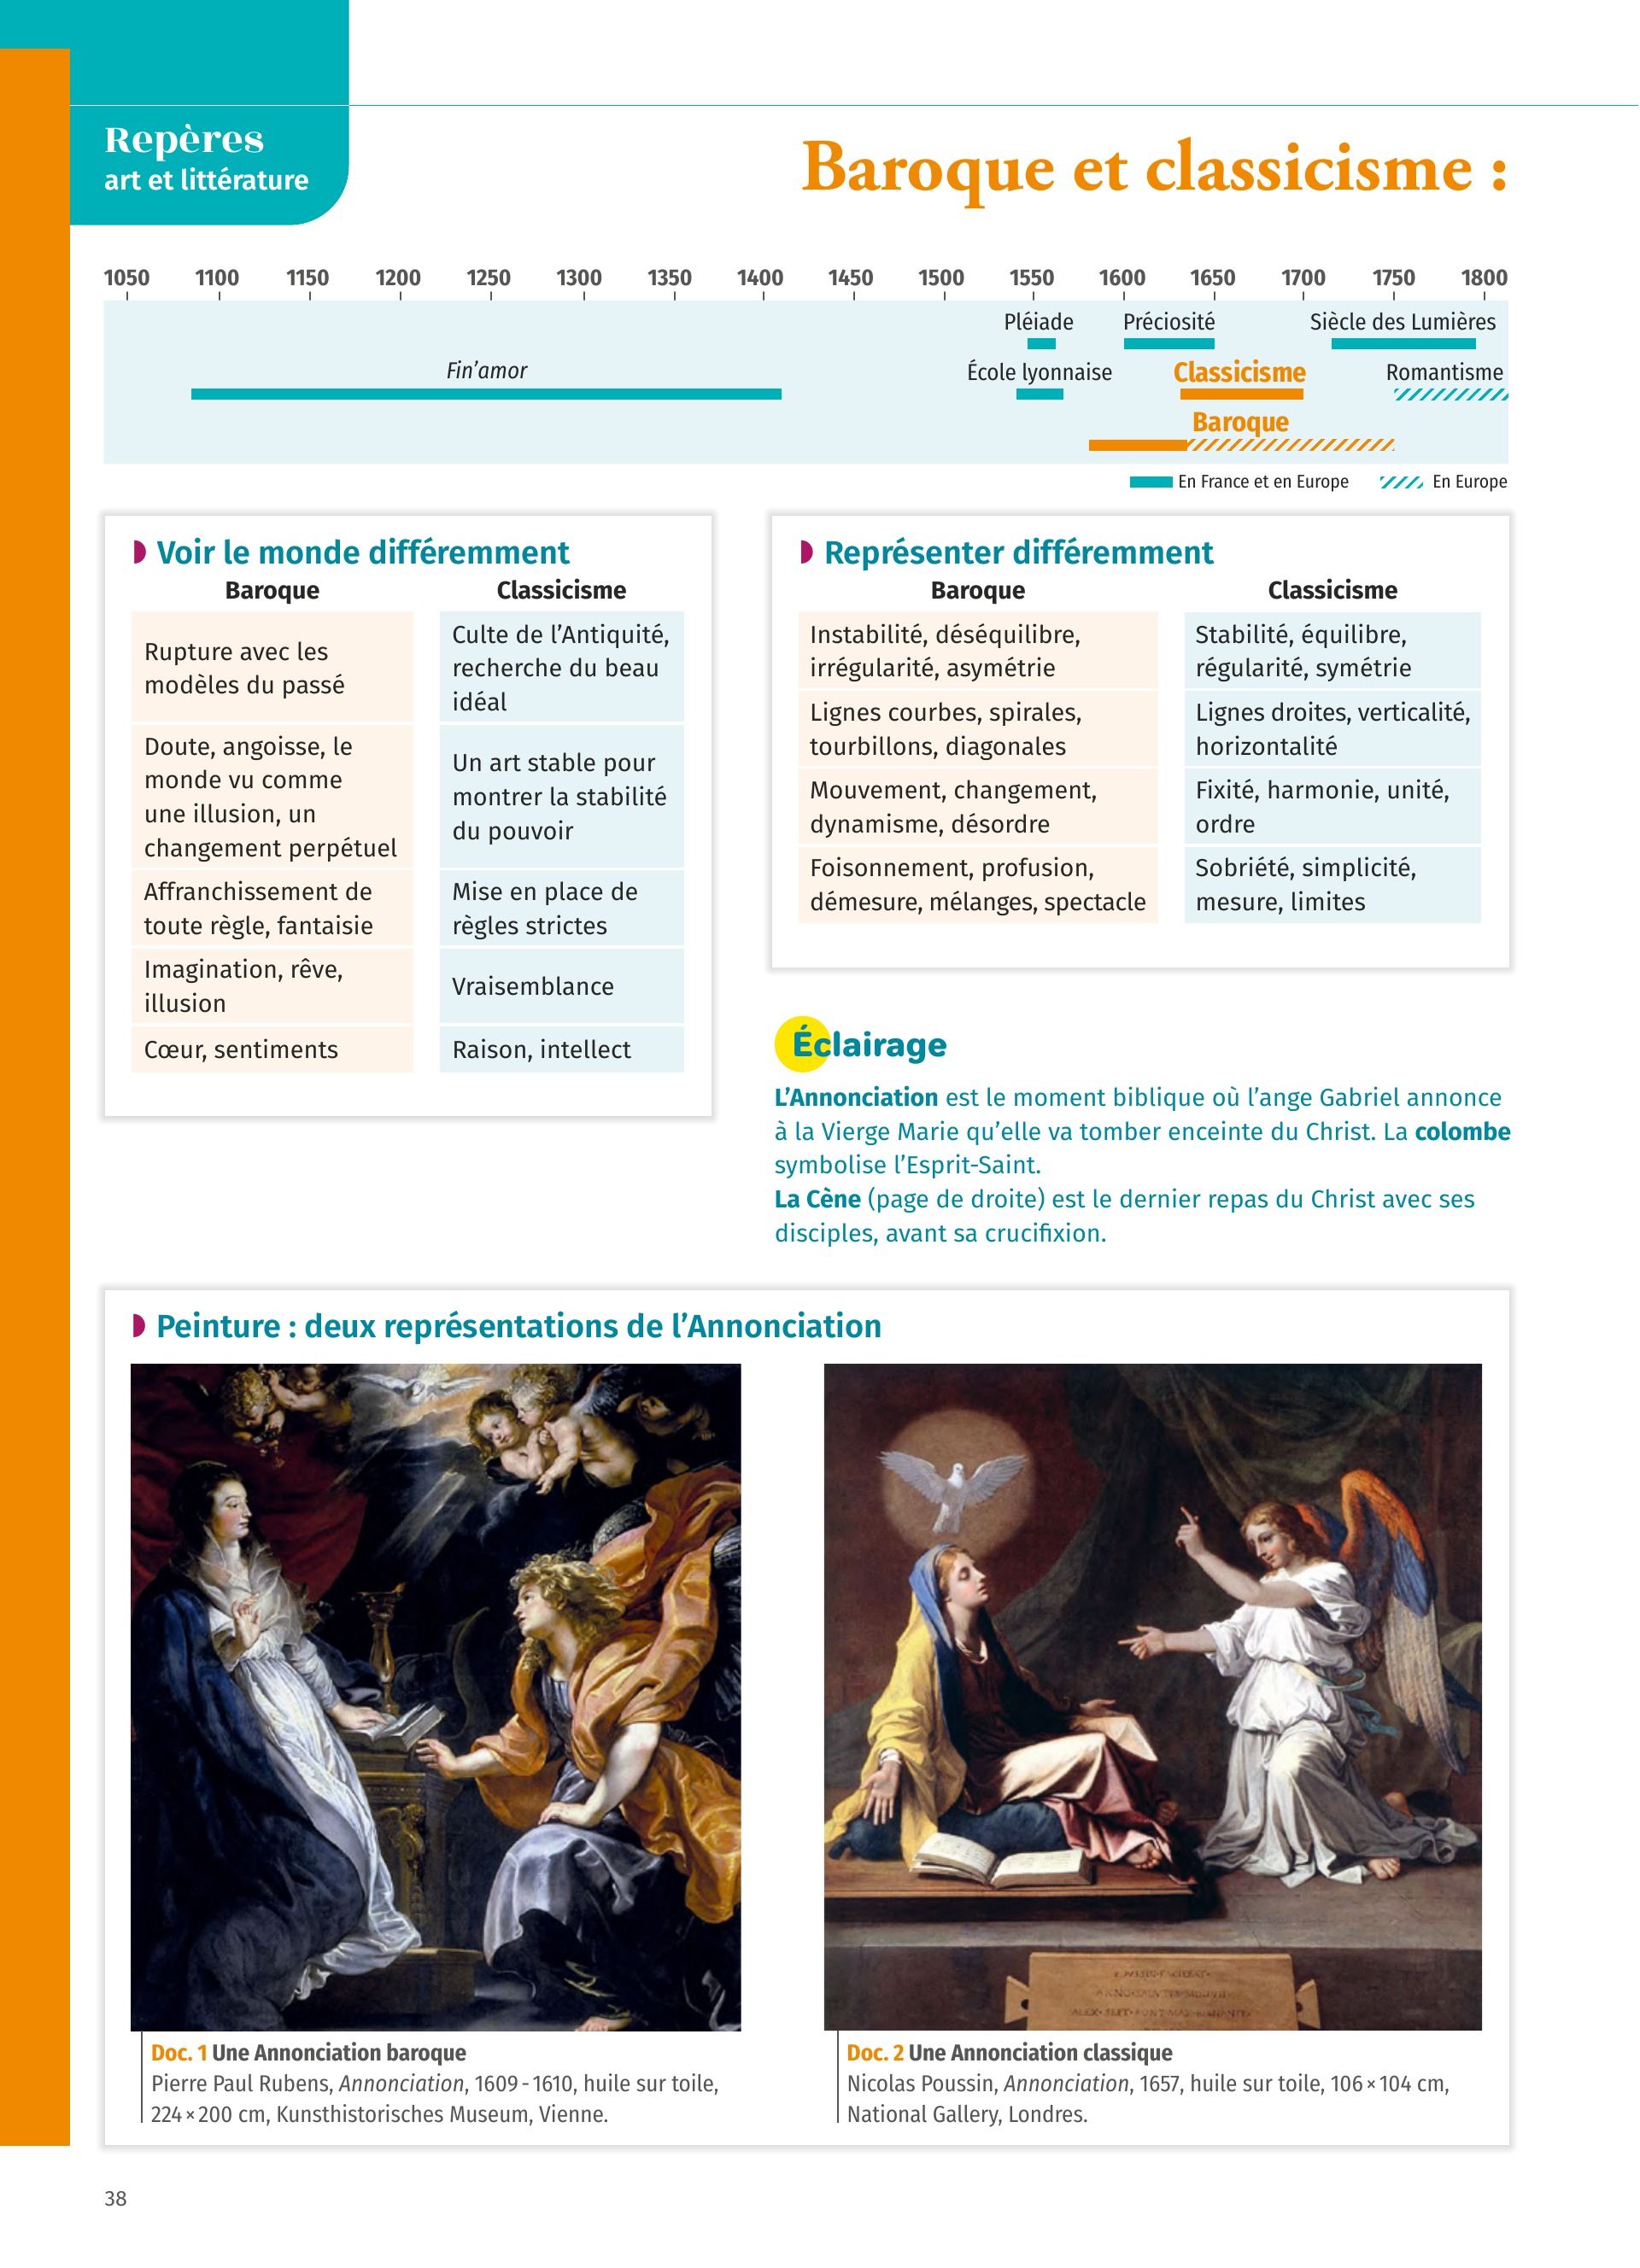 Repères
art et littérature
Baroque et classicisme :
1050 1100 1150 1200 1250 1300 1350 1400 1450 1500 1550 1600 1650 1700 1750 1800
Pléiade Préciosité Siècle des Lumières
Fin’amor École lyonnaise Classicisme Romantisme
Baroque
En France et en Europe En Europe
Voir le monde différemment
Baroque Classicisme
Rupture avec les
modèles du passé
Culte de l’Antiquité,
recherche du beau
idéal
Doute, angoisse, le
monde vu comme
une illusion, un
changement perpétuel
Un art stable pour
montrer la stabilité
du pouvoir
Affranchissement de
toute règle, fantaisie
Mise en place de
règles strictes
Imagination, rêve,
illusion
Vraisemblance
Cœur, sentiments
Raison, intellect
Représenter différemment
Baroque Classicisme
Instabilité, déséquilibre,
irrégularité, asymétrie
Stabilité, équilibre,
régularité, symétrie
Lignes courbes, spirales,
tourbillons, diagonales
Lignes droites, verticalité,
horizontalité
Mouvement, changement,
dynamisme, désordre
Fixité, harmonie, unité,
ordre
Foisonnement, profusion,
démesure, mélanges, spectacle
Sobriété, simplicité,
mesure, limites
Éclairage
L’Annonciation est le moment biblique où l’ange Gabriel annonce
à la Vierge Marie qu’elle va tomber enceinte du Christ. La colombe
symbolise l’Esprit-Saint.
La Cène (page de droite) est le dernier repas du Christ avec ses
disciples, avant sa crucifixion.
Peinture : deux représentations de l’Annonciation
Doc. 1 Une Annonciation baroque
Pierre Paul Rubens, Annonciation, 1609-1610, huile sur toile,
224 × 200 cm, Kunsthistorisches Museum, Vienne.
Doc. 2 Une Annonciation classique
Nicolas Poussin, Annonciation, 1657, huile sur toile, 106 × 104 cm,
National Gallery, Londres.
38